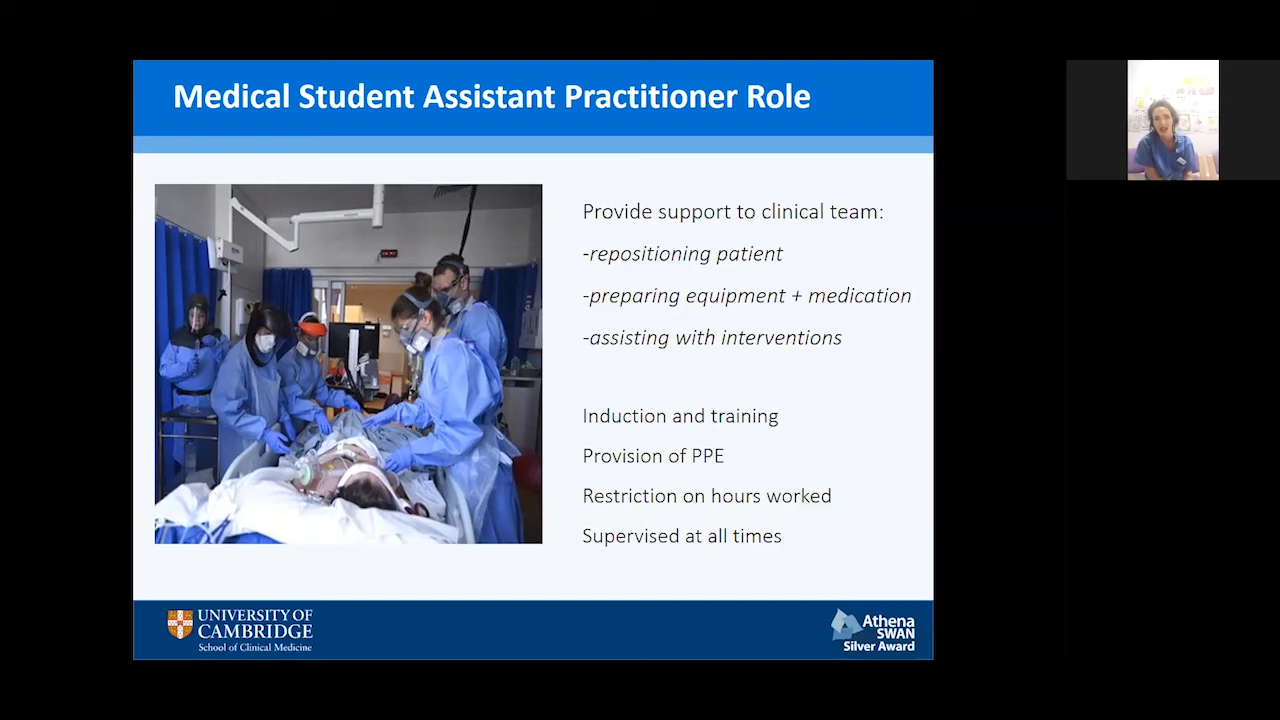 Medical Student Assistant Practitioner Role
Provide support to clinical team:
-repositioning patient
-preparing equipment + medication
-assisting with interventions
Induction and training
Provision of PPE
Restriction on hours worked
Supervised at all times
UNIVERSITY OF
CAMBRIDGE
School of Clinical Medicine
Athena
SWAN
Silver Award